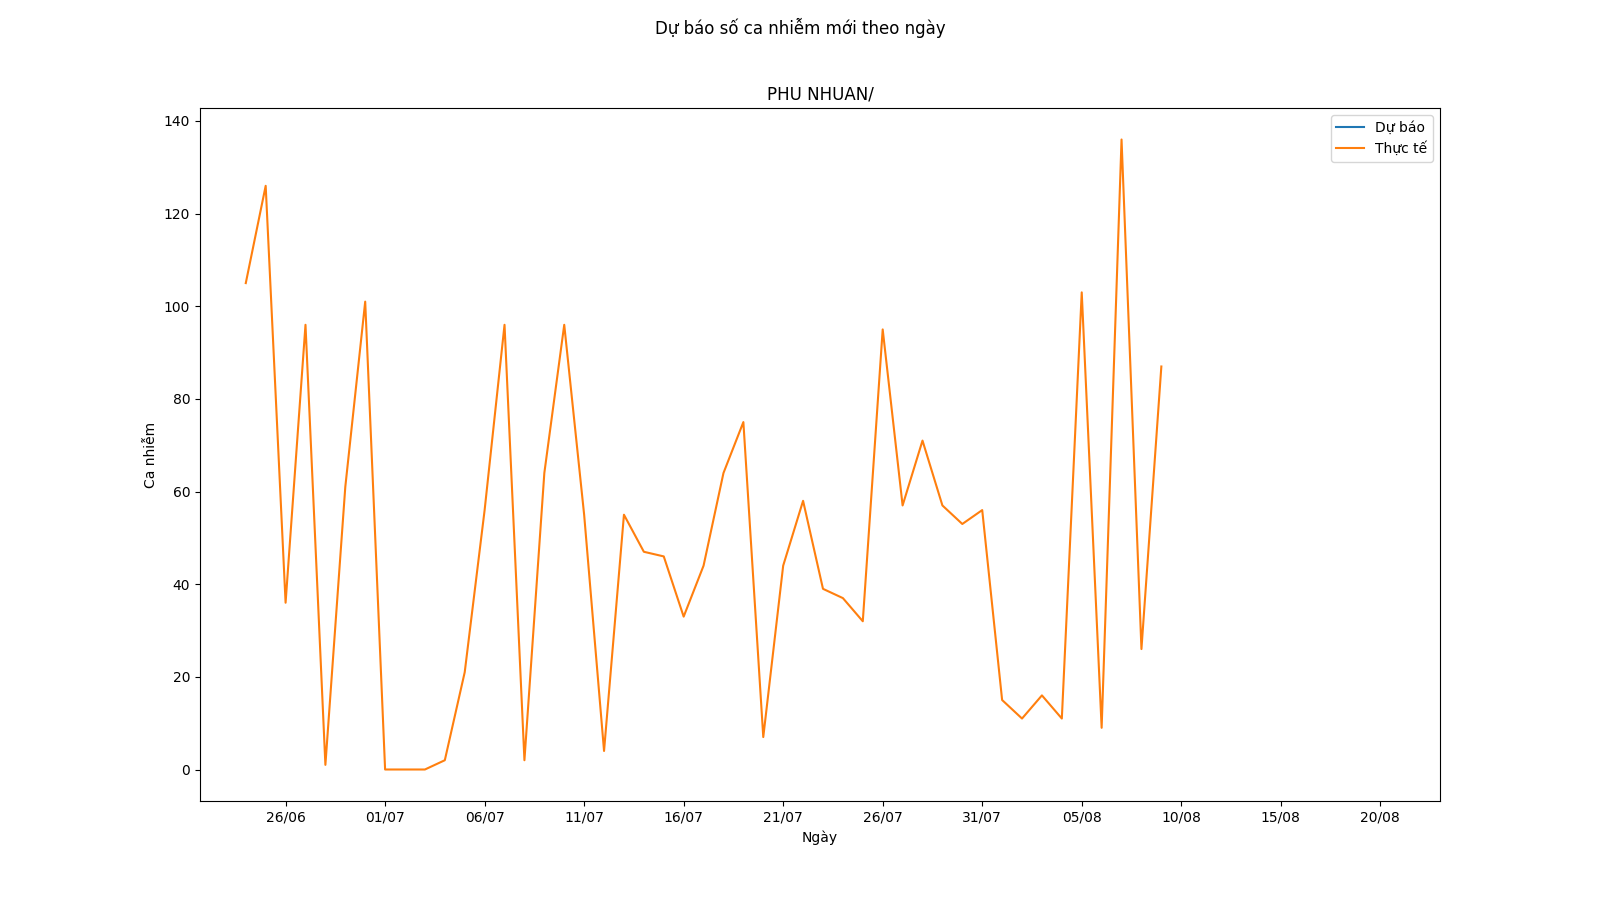 Dự báo số ca nhiễm mới theo ngày
PHU NHUAN/
Dự báo
Thực tế
140
120
100
80
60
40
20
0
Ca nhiễm
26/06 01/07 06/07 11/07 16/07 21/07 26/07 31/07 05/08 10/08 15/08 20/08
Ngày